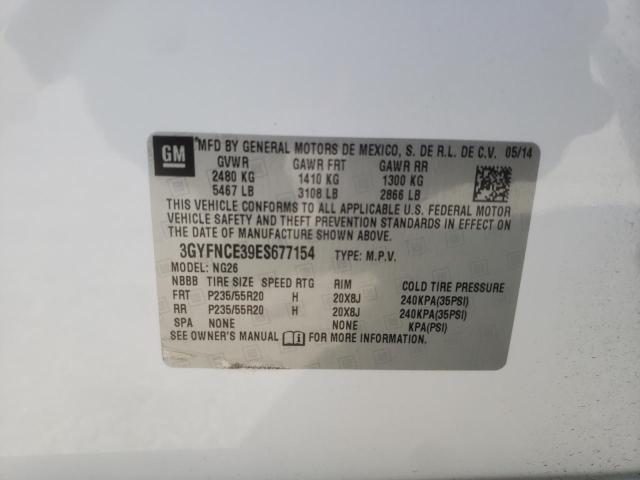 GM
*MFD BY GENERAL MOTORS DE MEXICO, S. DE R.L. DE C.V. 05/14
GVWR GAWR FRT GAWR RR
2480 KG 1410 KG 1300 KG
5467 LB 3108 LB 2866 LB
THIS VEHICLE CONFORMS TO ALL APPLICABLE U.S. FEDERAL MOTOR
VEHICLE SAFETY AND THEFT PREVENTION STANDARDS IN EFFECT ON
THE DATE OF MANUFACTURE SHOWN ABOVE.
3GYFNCE39ES677154 TYPE: M.P.V.
MODEL: NG26
NBBB TIRE SIZE SPEED RTG RIM COLD TIRE PRESSURE
FRT P235/55R20 H 20X8J 240KPA(35PSI)
RR P235/55R20 H 20X8J 240KPA(35PSI)
SPA NONE NONE KPA(PSI)
SEE OWNER'S MANUAL FOR MORE INFORMATION.